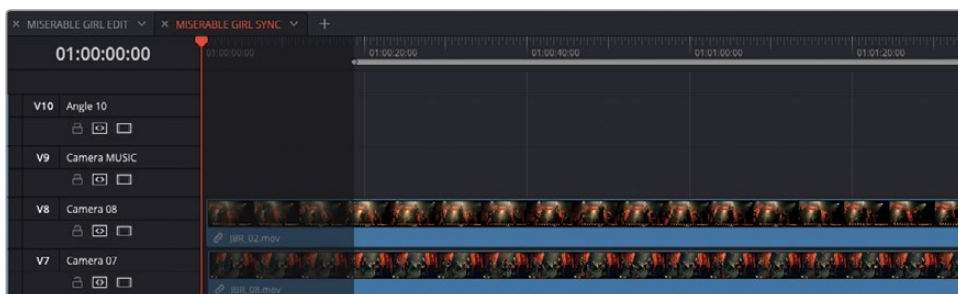 × MISERABLE GIRL EDIT × MISERABLE GIRL SYNC +
01:00:00:00 01:00:00:00 01:00:20:00 01:00:40:00 01:01:00:00 01:01:20:00
V10 Angle 10
V9 Camera MUSIC
V8 Camera 08
JBR_02.mov
V7 Camera 07
JBR_08.mov